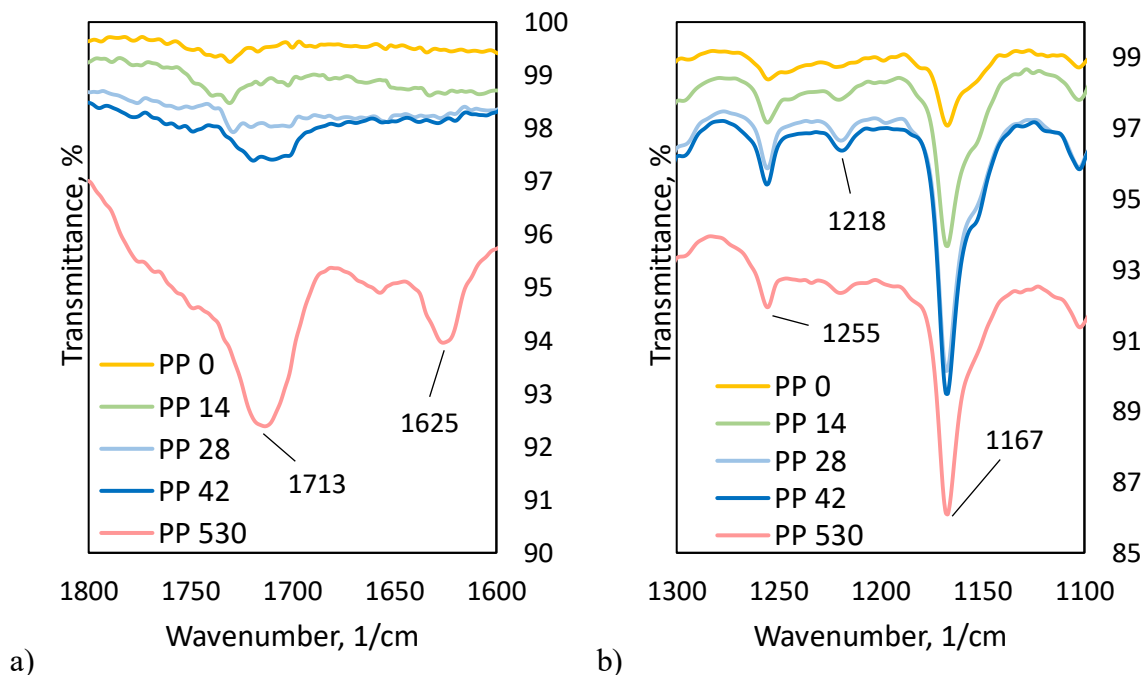 Transmittance, %
100
99
98
97
96
95
94
93
92
91
90
1800
1750
1700
1650
1600
Wavenumber, 1/cm
PP 0
PP 14
PP 28
PP 42
PP 530
1713
1625
a)
Transmittance, %
99
97
95
93
91
89
87
85
1300
1250
1200
1150
1100
Wavenumber, 1/cm
1218
1255
1167
PP 0
PP 14
PP 28
PP 42
PP 530
b)